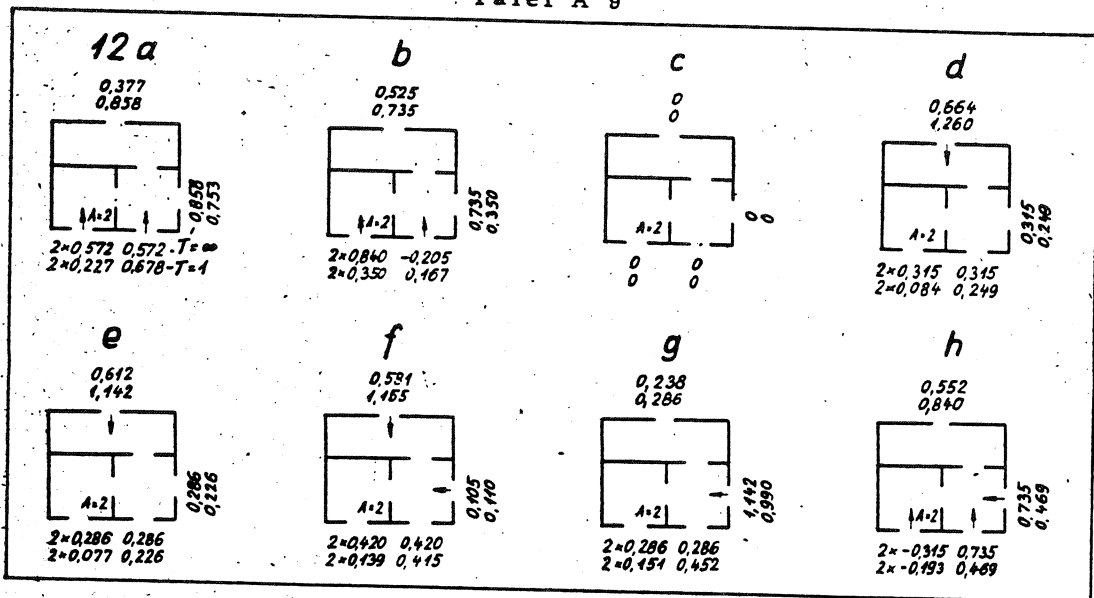 Tafel A 9
12 a
0,377
0,858
A=2
0,858
0,753
2×0,572 0,572 - T = ∞
2×0,227 0,678 - T = 1
b
0,525
0,735
A=2
0,735
0,350
2×0,840 -0,205
2×0,350 0,167
c
0
0
A=2
0
0
0 0
0 0
d
0,664
1,260
A=2
0,315
0,249
2×0,315 0,315
2×0,084 0,249
e
0,612
1,142
A=2
0,286
0,226
2×0,286 0,286
2×0,077 0,226
f
1,155
A=2
0,105
0,110
2×0,420 0,420
2×0,139 0,415
g
0,238
0,286
A=2
1,142
0,990
2×0,286 0,286
2×0,151 0,452
h
0,552
0,840
A=2
0,735
0,469
2×-0,315 0,735
2×-0,193 0,469